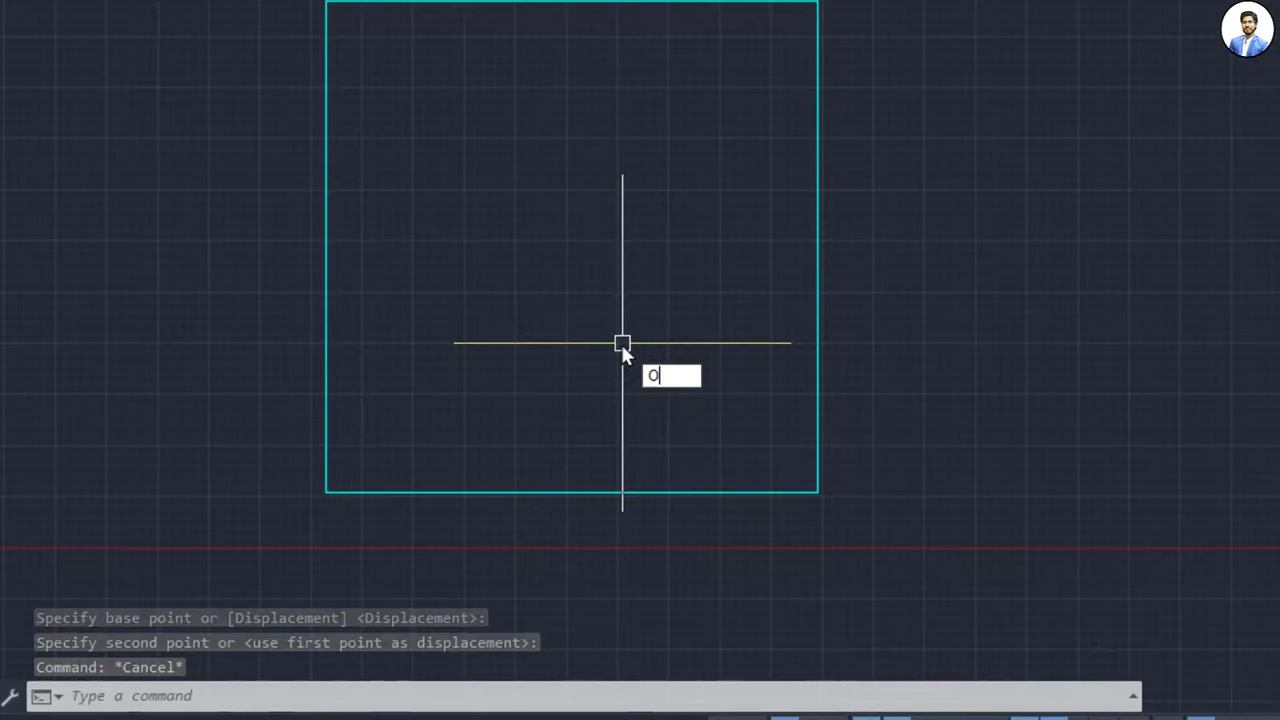 O
Specify base point or [Displacement] <Displacement>:
Specify second point or <use first point as displacement>:
Command: *Cancel*
Type a command